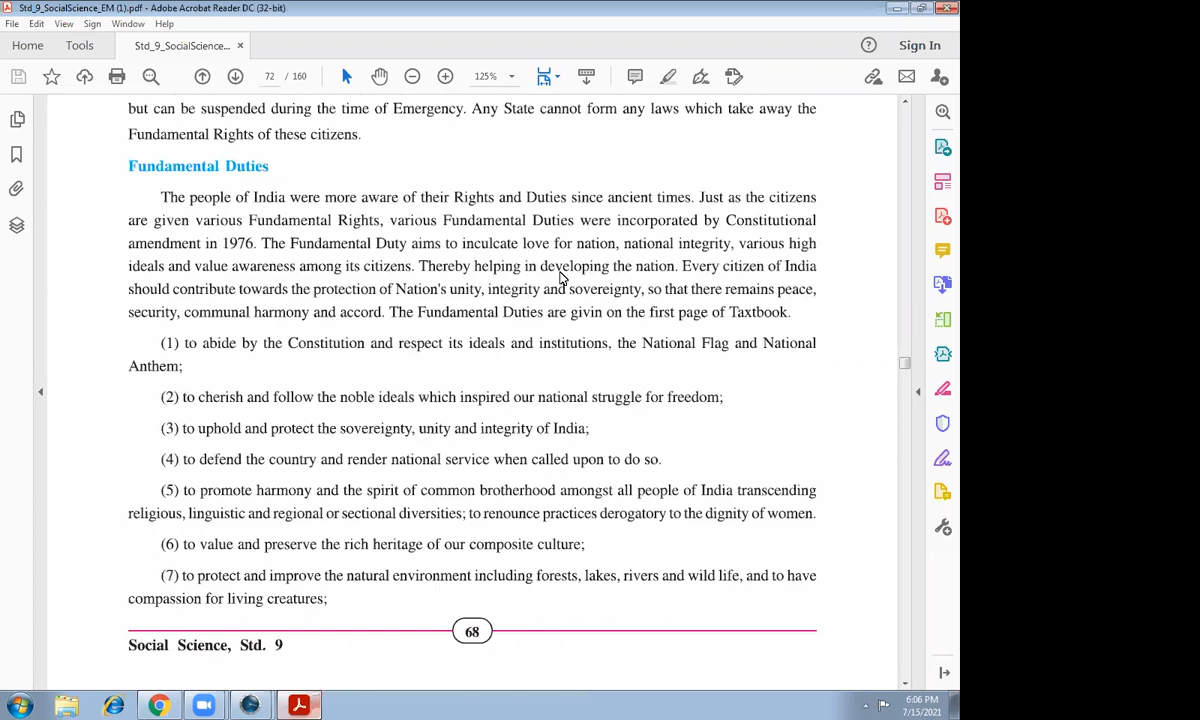 Std_9_SocialScience_EM (1).pdf - Adobe Acrobat Reader DC (32-bit)
File Edit View Sign Window Help
Home Tools Std_9_SocialScience... × Sign In
72 / 160 125%
but can be suspended during the time of Emergency. Any State cannot form any laws which take away the
Fundamental Rights of these citizens.
Fundamental Duties
The people of India were more aware of their Rights and Duties since ancient times. Just as the citizens
are given various Fundamental Rights, various Fundamental Duties were incorporated by Constitutional
amendment in 1976. The Fundamental Duty aims to inculcate love for nation, national integrity, various high
ideals and value awareness among its citizens. Thereby helping in developing the nation. Every citizen of India
should contribute towards the protection of Nation's unity, integrity and sovereignty, so that there remains peace,
security, communal harmony and accord. The Fundamental Duties are givin on the first page of Taxtbook.
(1) to abide by the Constitution and respect its ideals and institutions, the National Flag and National
Anthem;
(2) to cherish and follow the noble ideals which inspired our national struggle for freedom;
(3) to uphold and protect the sovereignty, unity and integrity of India;
(4) to defend the country and render national service when called upon to do so.
(5) to promote harmony and the spirit of common brotherhood amongst all people of India transcending
religious, linguistic and regional or sectional diversities; to renounce practices derogatory to the dignity of women.
(6) to value and preserve the rich heritage of our composite culture;
(7) to protect and improve the natural environment including forests, lakes, rivers and wild life, and to have
compassion for living creatures;
68
Social Science, Std. 9
6:06 PM
7/15/2021